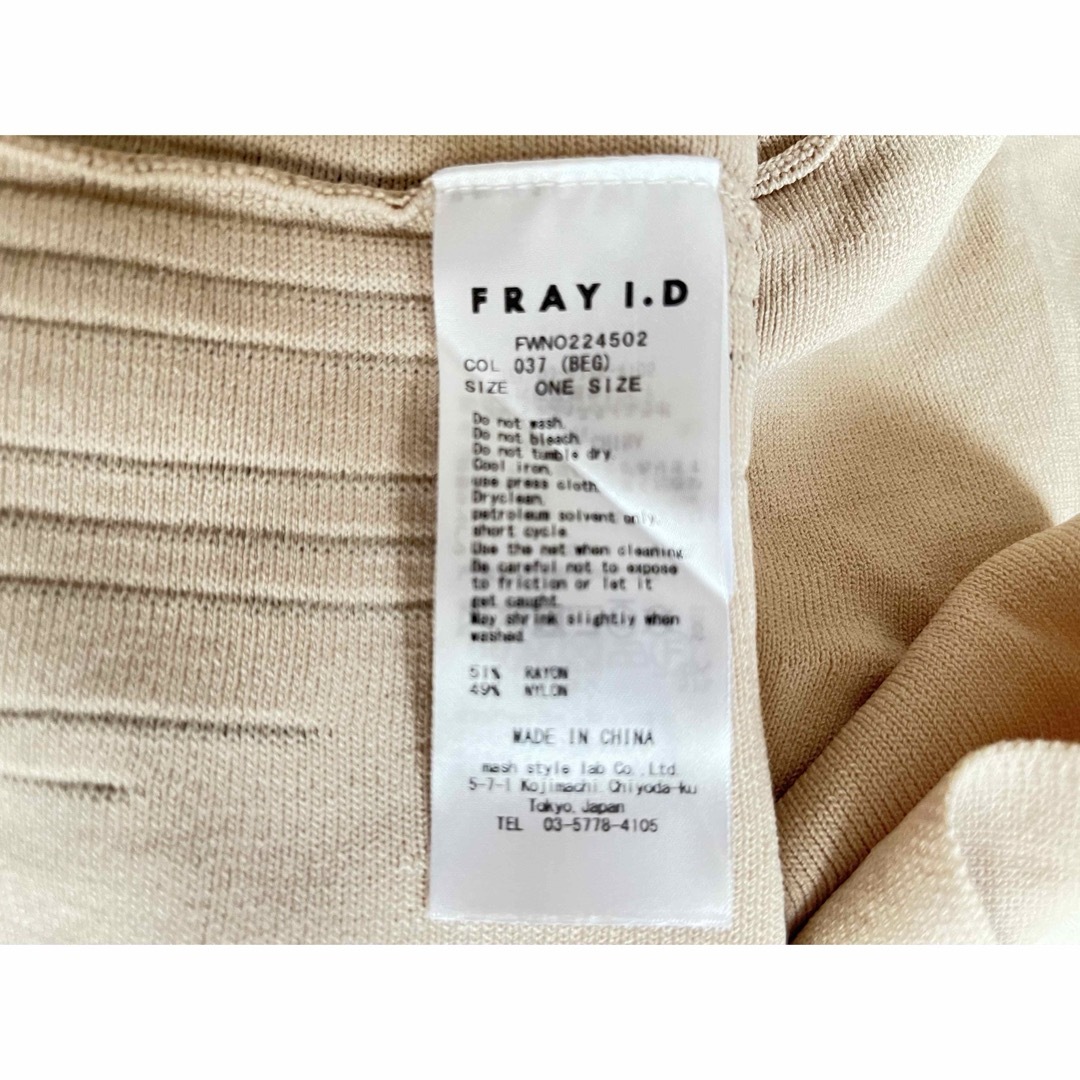 FRAY I.D
FWNO224502
COL 037 (BEG)
SIZE ONE SIZE
Do not wash.
Do not bleach.
Do not tumble dry.
Cool iron,
use press cloth.
Dryclean,
petroleum solvent only,
short cycle.
Use the net when cleaning.
Be careful not to expose
to friction or let it
get caught.
May shrink slightly when
washed.
51% RAYON
49% NYLON
MADE IN CHINA
mash style lab Co.,Ltd.
5-7-1 Kojimachi Chiyoda-ku
Tokyo,Japan
TEL 03-5778-4105